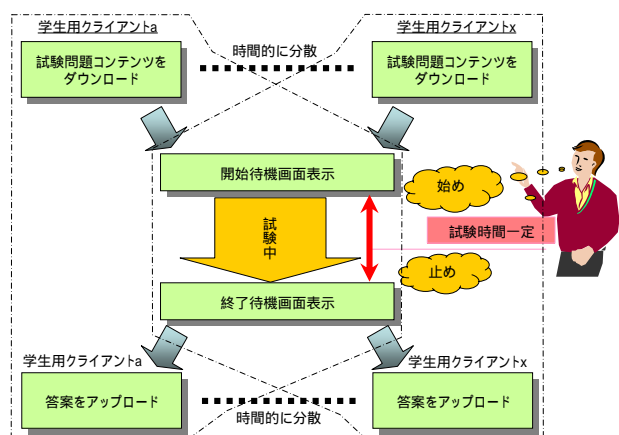 学生用クライアントa
学生用クライアントx
試験問題コンテンツを
ダウンロード
時間的に分散
試験問題コンテンツを
ダウンロード
開始待機画面表示
始め
試験中
試験時間一定
止め
終了待機画面表示
学生用クライアントa
学生用クライアントx
答案をアップロード
時間的に分散
答案をアップロード